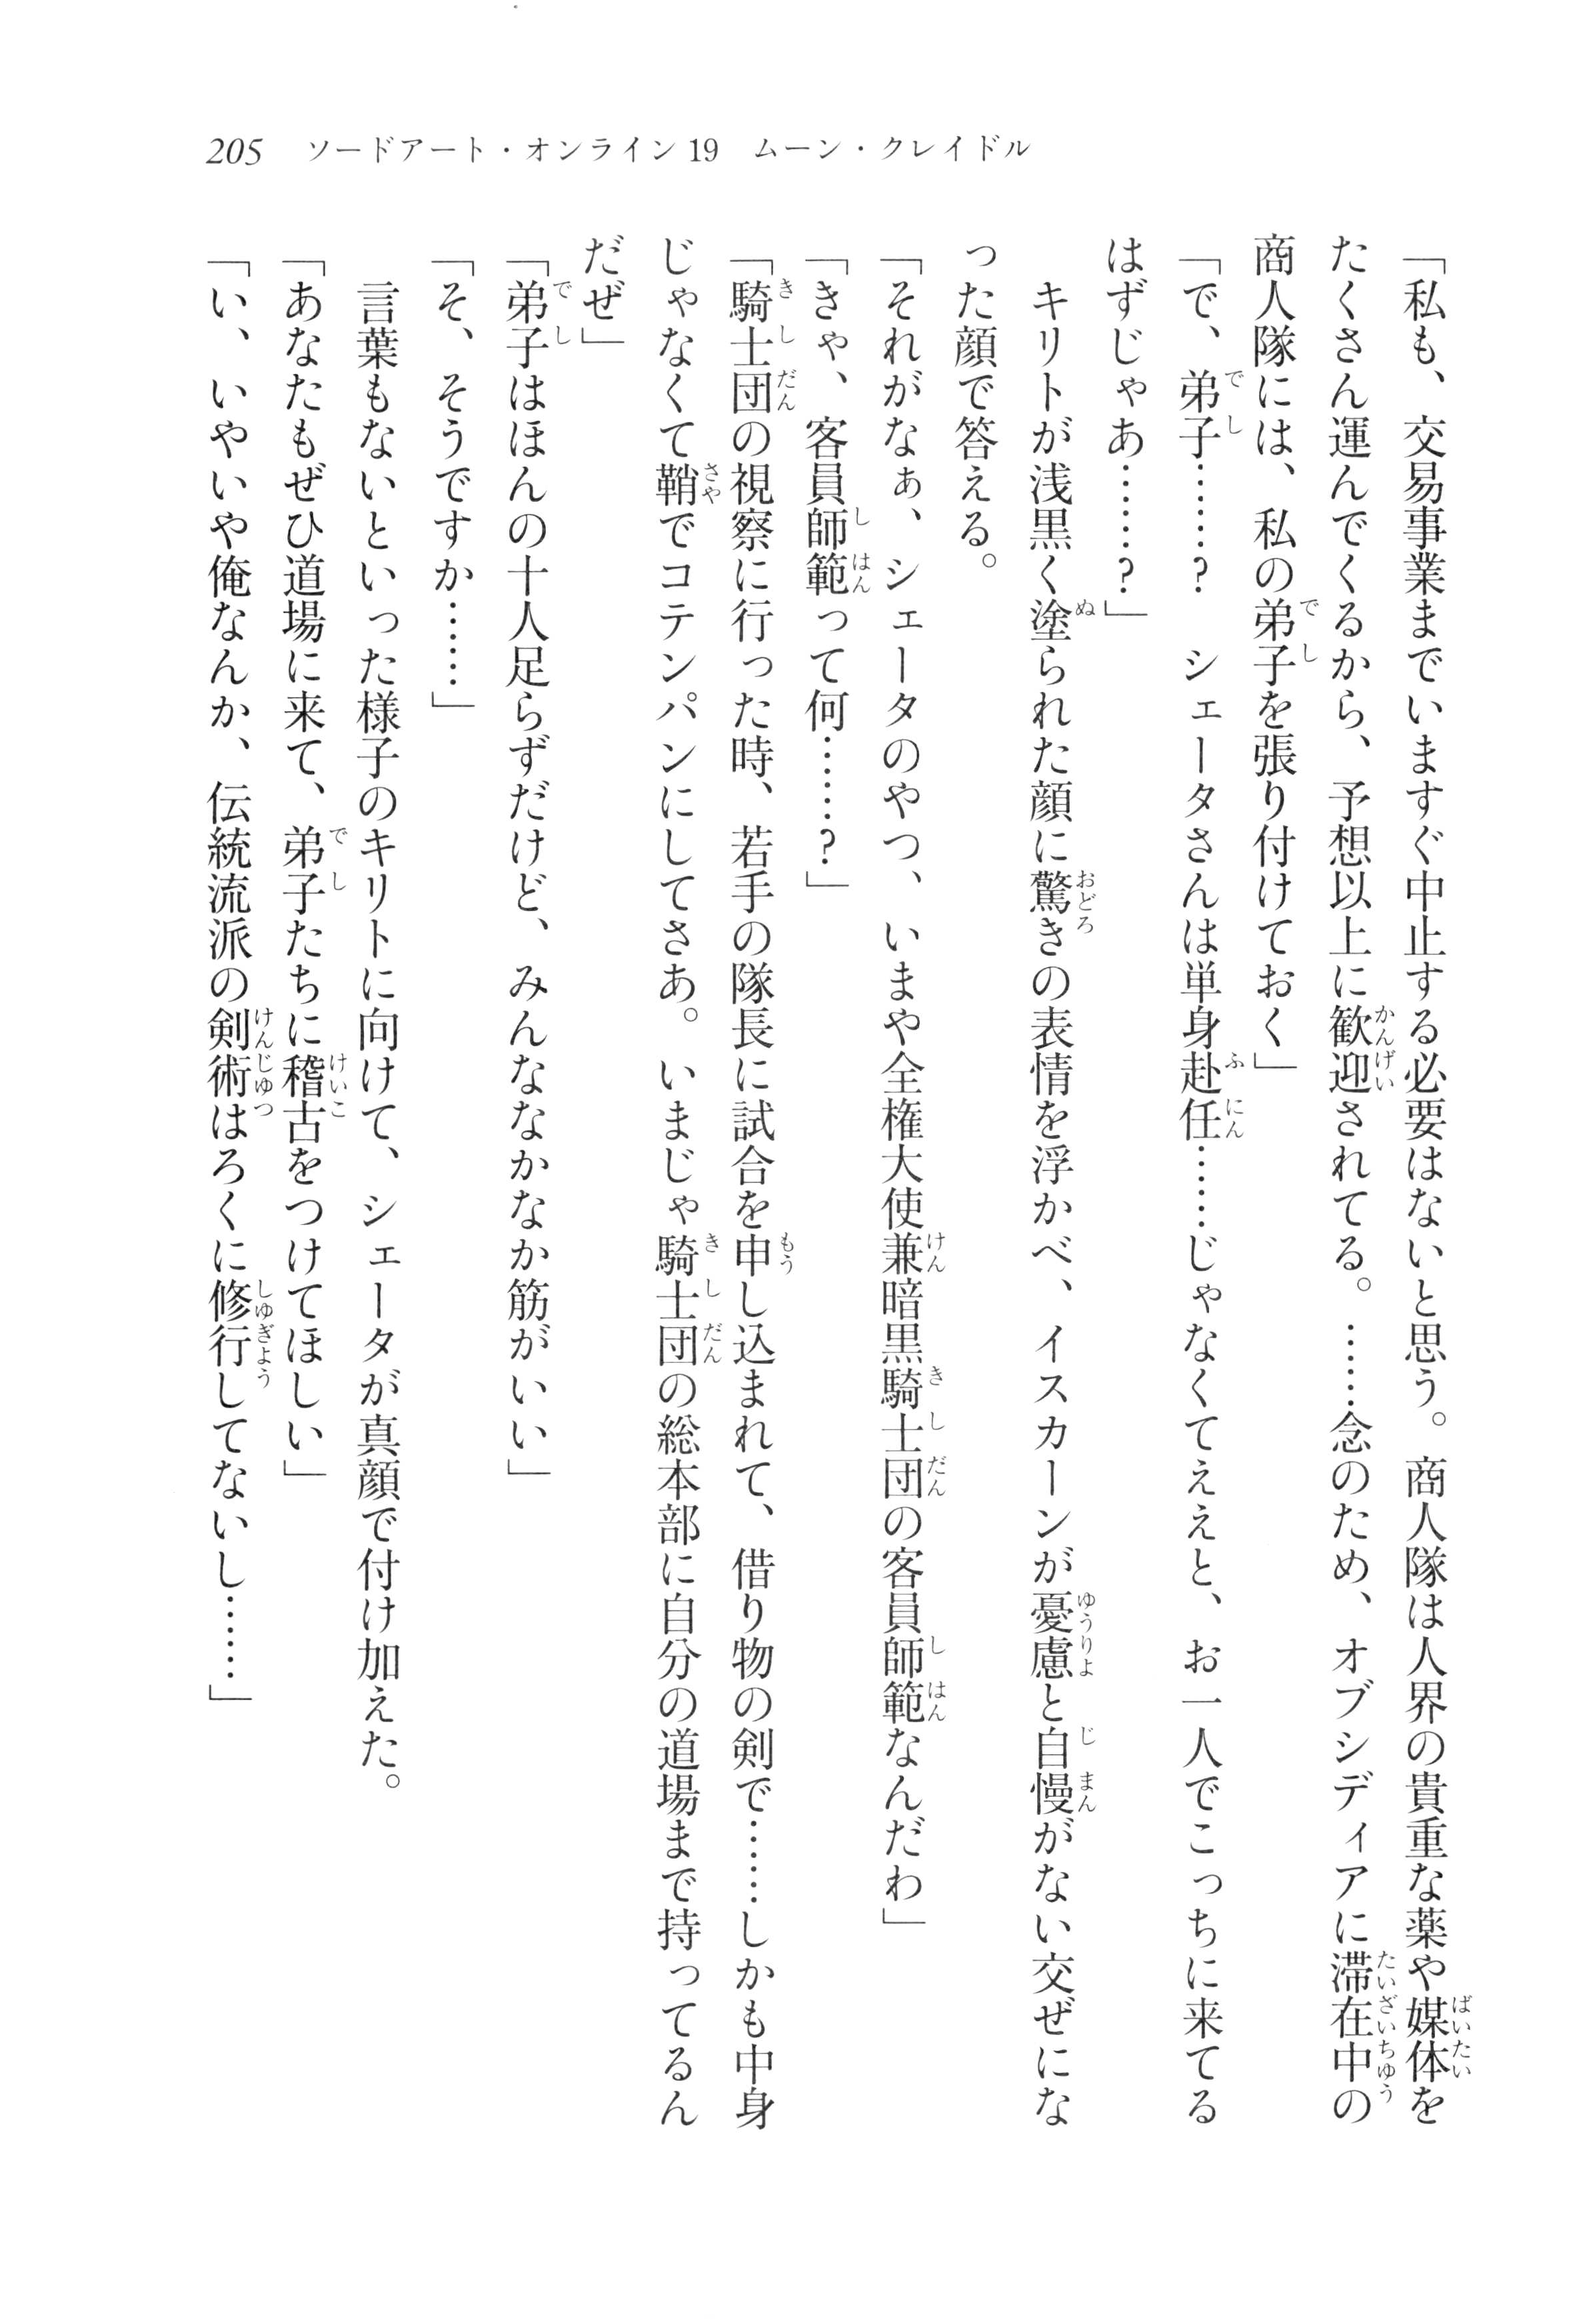 205 ソードアート・オンライン19 ムーン・クレイドル
「私も、交易事業までいますぐ中止する必要はないと思う。商人隊は人界の貴重な薬や媒体を
たくさん運んでくるから、予想以上に歓迎されてる。……念のため、オブシディアに滞在中の
商人隊には、私の弟子を張り付けておく」
「で、弟子……？　シェータさんは単身赴任……じゃなくてええと、お一人でこっちに来てる
はずじゃあ……？」
　キリトが浅黒く塗られた顔に驚きの表情を浮かべ、イスカーンが憂慮と自慢がない交ぜにな
った顔で答える。
「それがなぁ、シェータのやつ、いまや全権大使兼暗黒騎士団の客員師範なんだわ」
「きゃ、客員師範って何……？」
「騎士団の視察に行った時、若手の隊長に試合を申し込まれて、借り物の剣で……しかも中身
じゃなくて鞘でコテンパンにしてさあ。いまじゃ騎士団の総本部に自分の道場まで持ってるん
だぜ」
「弟子はほんの十人足らずだけど、みんななかなか筋がいい」
「そ、そうですか……」
　言葉もないといった様子のキリトに向けて、シェータが真顔で付け加えた。
「あなたもぜひ道場に来て、弟子たちに稽古をつけてほしい」
「い、いやいや俺なんか、伝統流派の剣術はろくに修行してないし……」